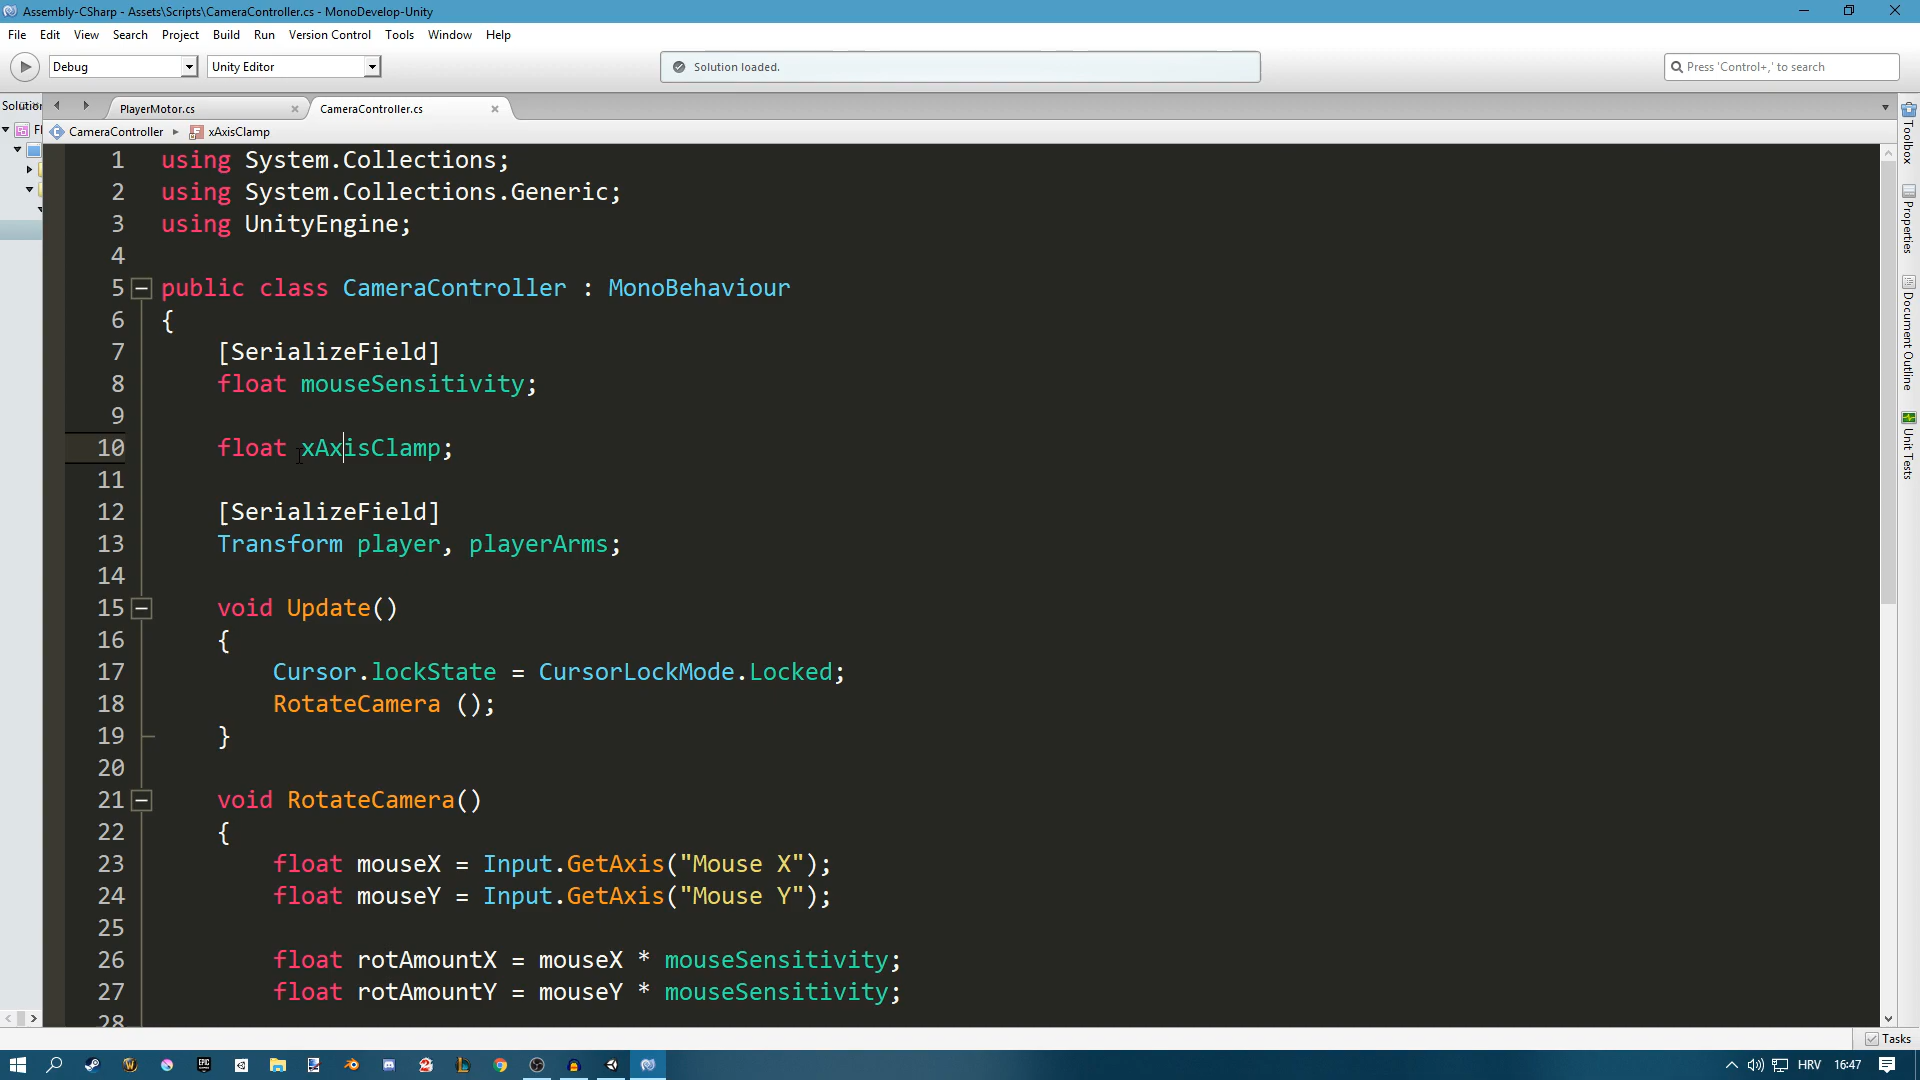 Assembly-CSharp - Assets\Scripts\CameraController.cs - MonoDevelop-Unity
File Edit View Search Project Build Run Version Control Tools Window Help
Debug Unity Editor Solution loaded. Press 'Control+,' to search
Solution PlayerMotor.cs CameraController.cs
CameraController xAxisClamp
1 using System.Collections;
2 using System.Collections.Generic;
3 using UnityEngine;
4
5 public class CameraController : MonoBehaviour
6 {
7 [SerializeField]
8 float mouseSensitivity;
9
10 float xAxisClamp;
11
12 [SerializeField]
13 Transform player, playerArms;
14
15 void Update()
16 {
17 Cursor.lockState = CursorLockMode.Locked;
18 RotateCamera ();
19 }
20
21 void RotateCamera()
22 {
23 float mouseX = Input.GetAxis("Mouse X");
24 float mouseY = Input.GetAxis("Mouse Y");
25
26 float rotAmountX = mouseX * mouseSensitivity;
27 float rotAmountY = mouseY * mouseSensitivity;
28
Toolbox
Properties
Document Outline
Unit Tests
Tasks
HRV 16:47